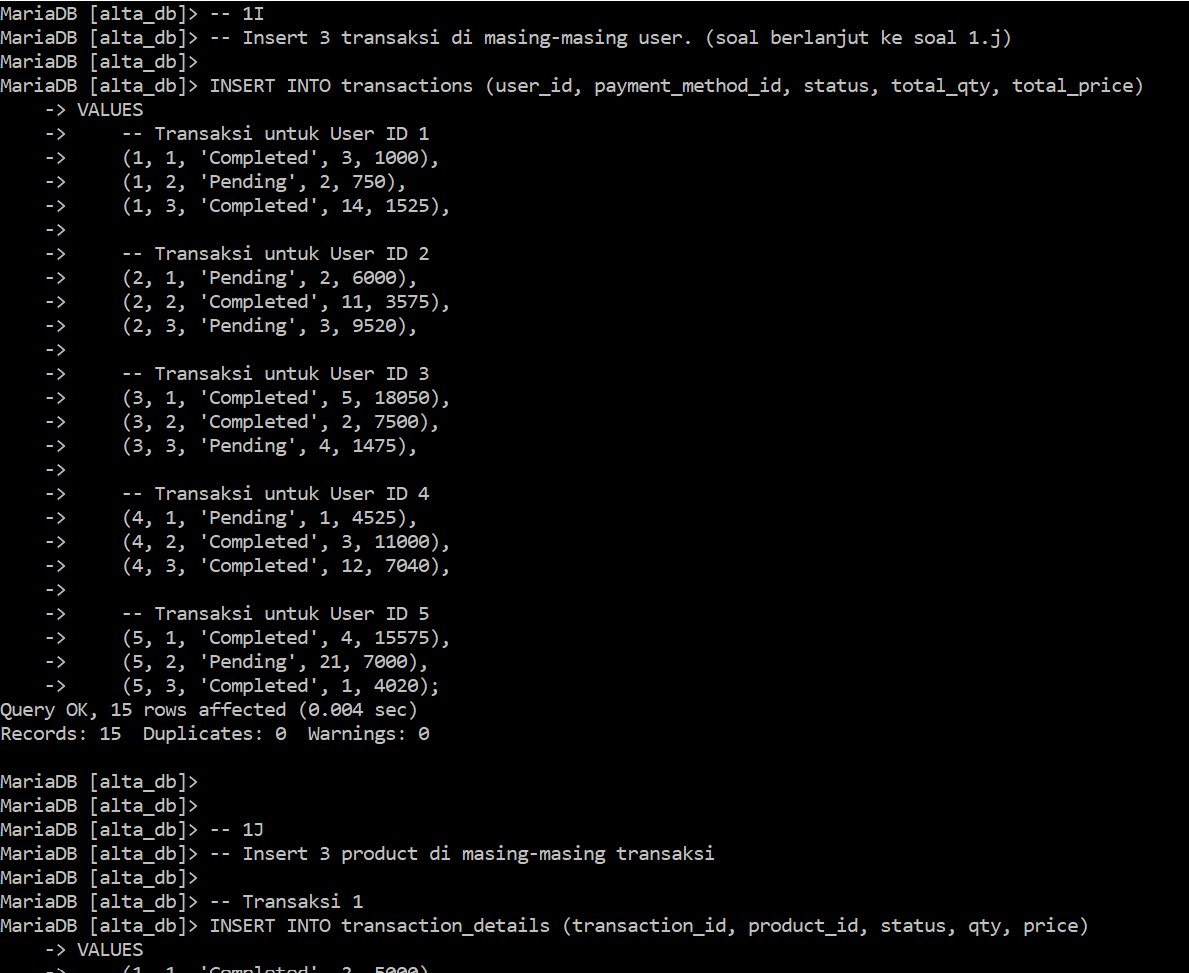 MariaDB [alta_db]> -- 1I
MariaDB [alta_db]> -- Insert 3 transaksi di masing-masing user. (soal berlanjut ke soal 1.j)
MariaDB [alta_db]>
MariaDB [alta_db]> INSERT INTO transactions (user_id, payment_method_id, status, total_qty, total_price)
    -> VALUES
    ->     -- Transaksi untuk User ID 1
    ->     (1, 1, 'Completed', 3, 1000),
    ->     (1, 2, 'Pending', 2, 750),
    ->     (1, 3, 'Completed', 14, 1525),
    ->
    ->     -- Transaksi untuk User ID 2
    ->     (2, 1, 'Pending', 2, 6000),
    ->     (2, 2, 'Completed', 11, 3575),
    ->     (2, 3, 'Pending', 3, 9520),
    ->
    ->     -- Transaksi untuk User ID 3
    ->     (3, 1, 'Completed', 5, 18050),
    ->     (3, 2, 'Completed', 2, 7500),
    ->     (3, 3, 'Pending', 4, 1475),
    ->
    ->     -- Transaksi untuk User ID 4
    ->     (4, 1, 'Pending', 1, 4525),
    ->     (4, 2, 'Completed', 3, 11000),
    ->     (4, 3, 'Completed', 12, 7040),
    ->
    ->     -- Transaksi untuk User ID 5
    ->     (5, 1, 'Completed', 4, 15575),
    ->     (5, 2, 'Pending', 21, 7000),
    ->     (5, 3, 'Completed', 1, 4020);
Query OK, 15 rows affected (0.004 sec)
Records: 15  Duplicates: 0  Warnings: 0

MariaDB [alta_db]>
MariaDB [alta_db]>
MariaDB [alta_db]> -- 1J
MariaDB [alta_db]> -- Insert 3 product di masing-masing transaksi
MariaDB [alta_db]>
MariaDB [alta_db]> -- Transaksi 1
MariaDB [alta_db]> INSERT INTO transaction_details (transaction_id, product_id, status, qty, price)
    -> VALUES
    ->     (1, 1, 'Completed', 2, 5000)